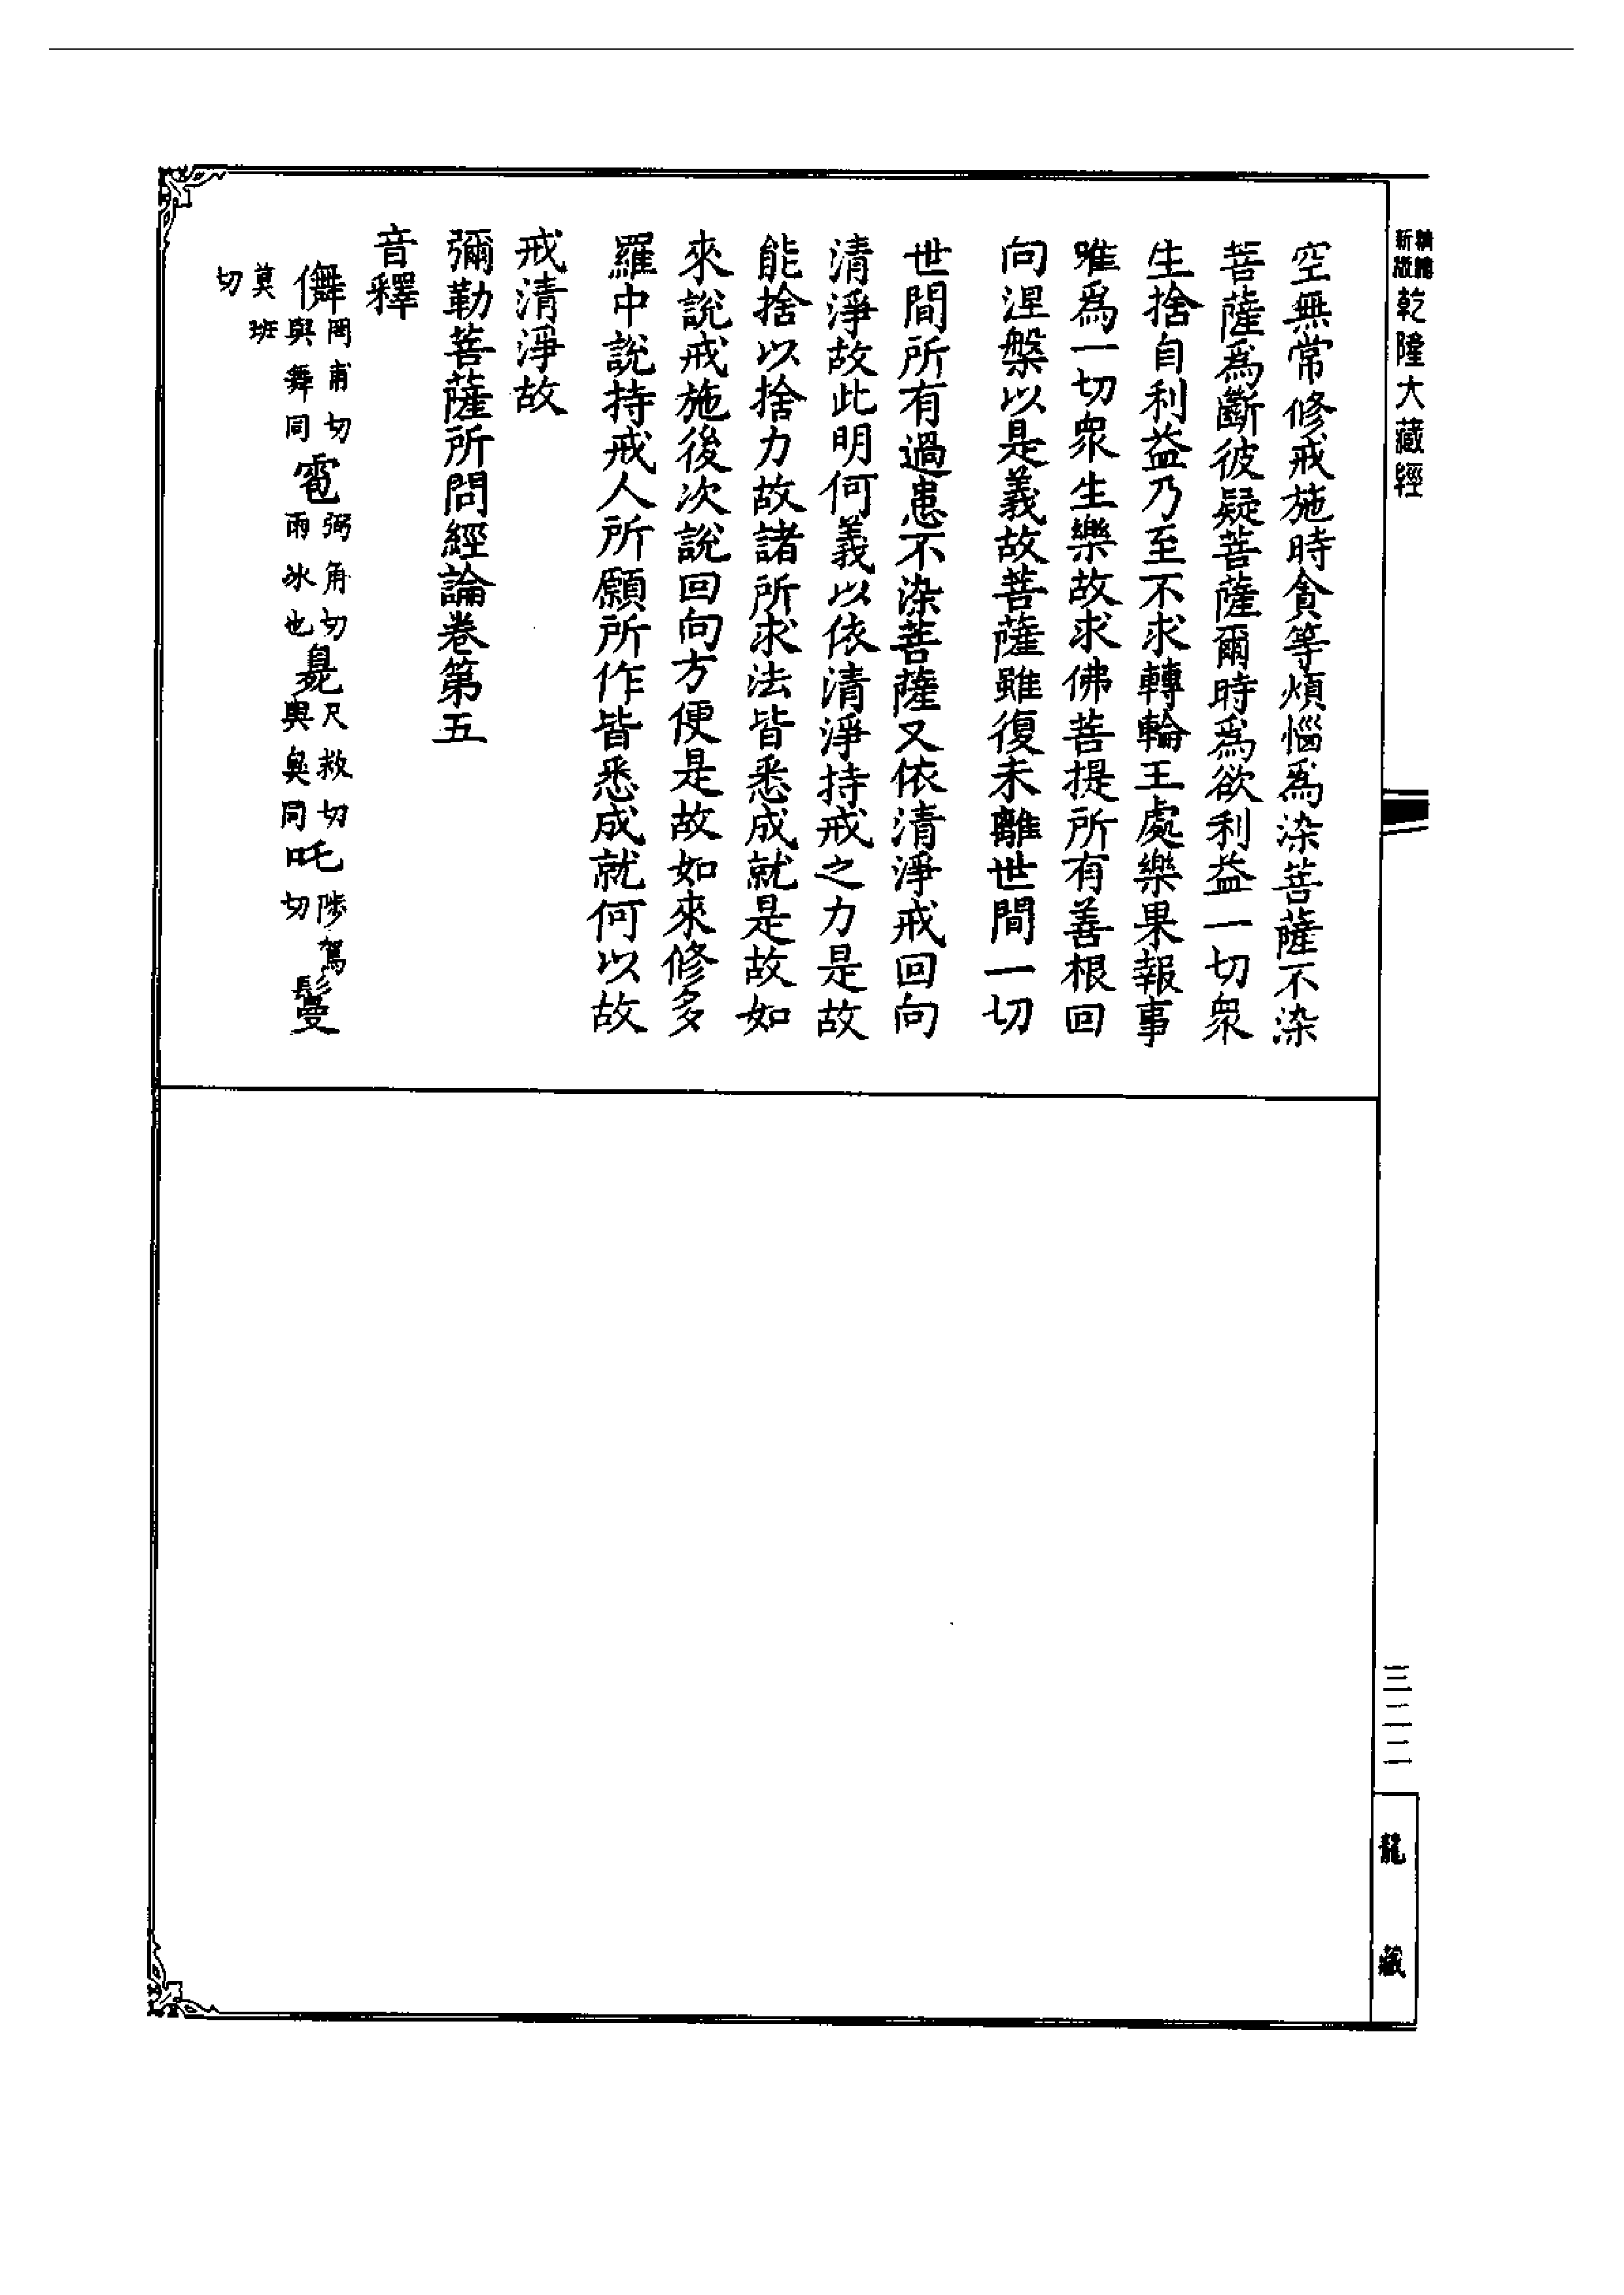 新版
精縮
乾隆大藏經
空無常修戒施時貪等煩惱爲染菩薩不染
菩薩爲斷彼疑菩薩爾時爲欲利益一切衆
生捨自利益乃至不求轉輪王處樂果報事
唯爲一切衆生樂故求佛菩提所有善根回
向涅槃以是義故菩薩雖復未離世間一切
世間所有過患不染菩薩又依清淨戒回向
清淨故此明何義以依清淨持戒之力是故
能捨以捨力故諸所求法皆悉成就是故如
來說戒施後次說回向方便是故如來修多
羅中說持戒人所願所作皆悉成就何以故
戒清淨故
彌勒菩薩所問經論卷第五
音釋
儛罔甫切與舞同雹弼角切雨冰也臰尺救切與臭同吒陟駕切鬘
莫班切
三二二
龍藏